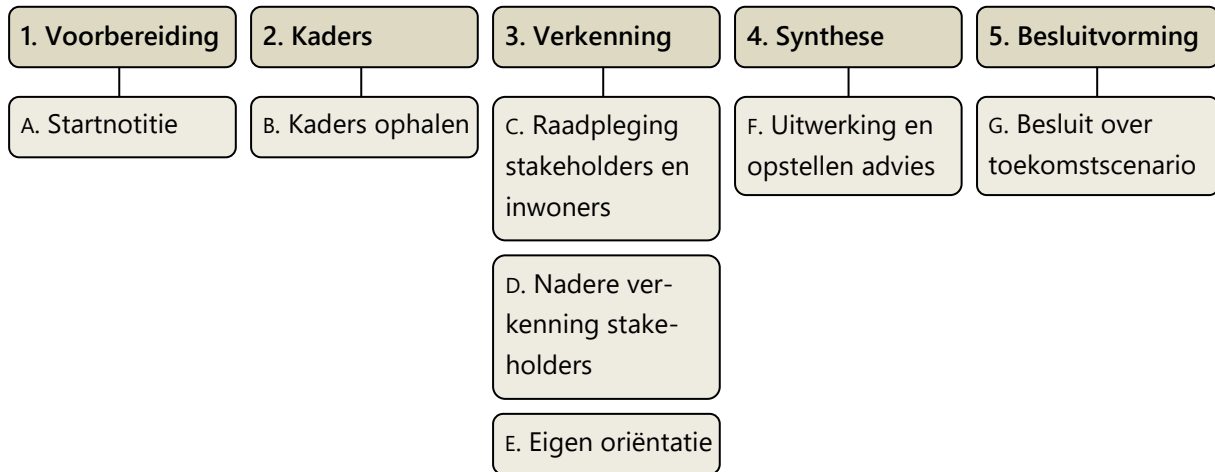 1. Voorbereiding
A. Startnotitie
2. Kaders
B. Kaders ophalen
3. Verkenning
C. Raadpleging
stakeholders en
inwoners
D. Nadere ver-
kenning stake-
holders
E. Eigen oriëntatie
4. Synthese
F. Uitwerking en
opstellen advies
5. Besluitvorming
G. Besluit over
toekomstscenario